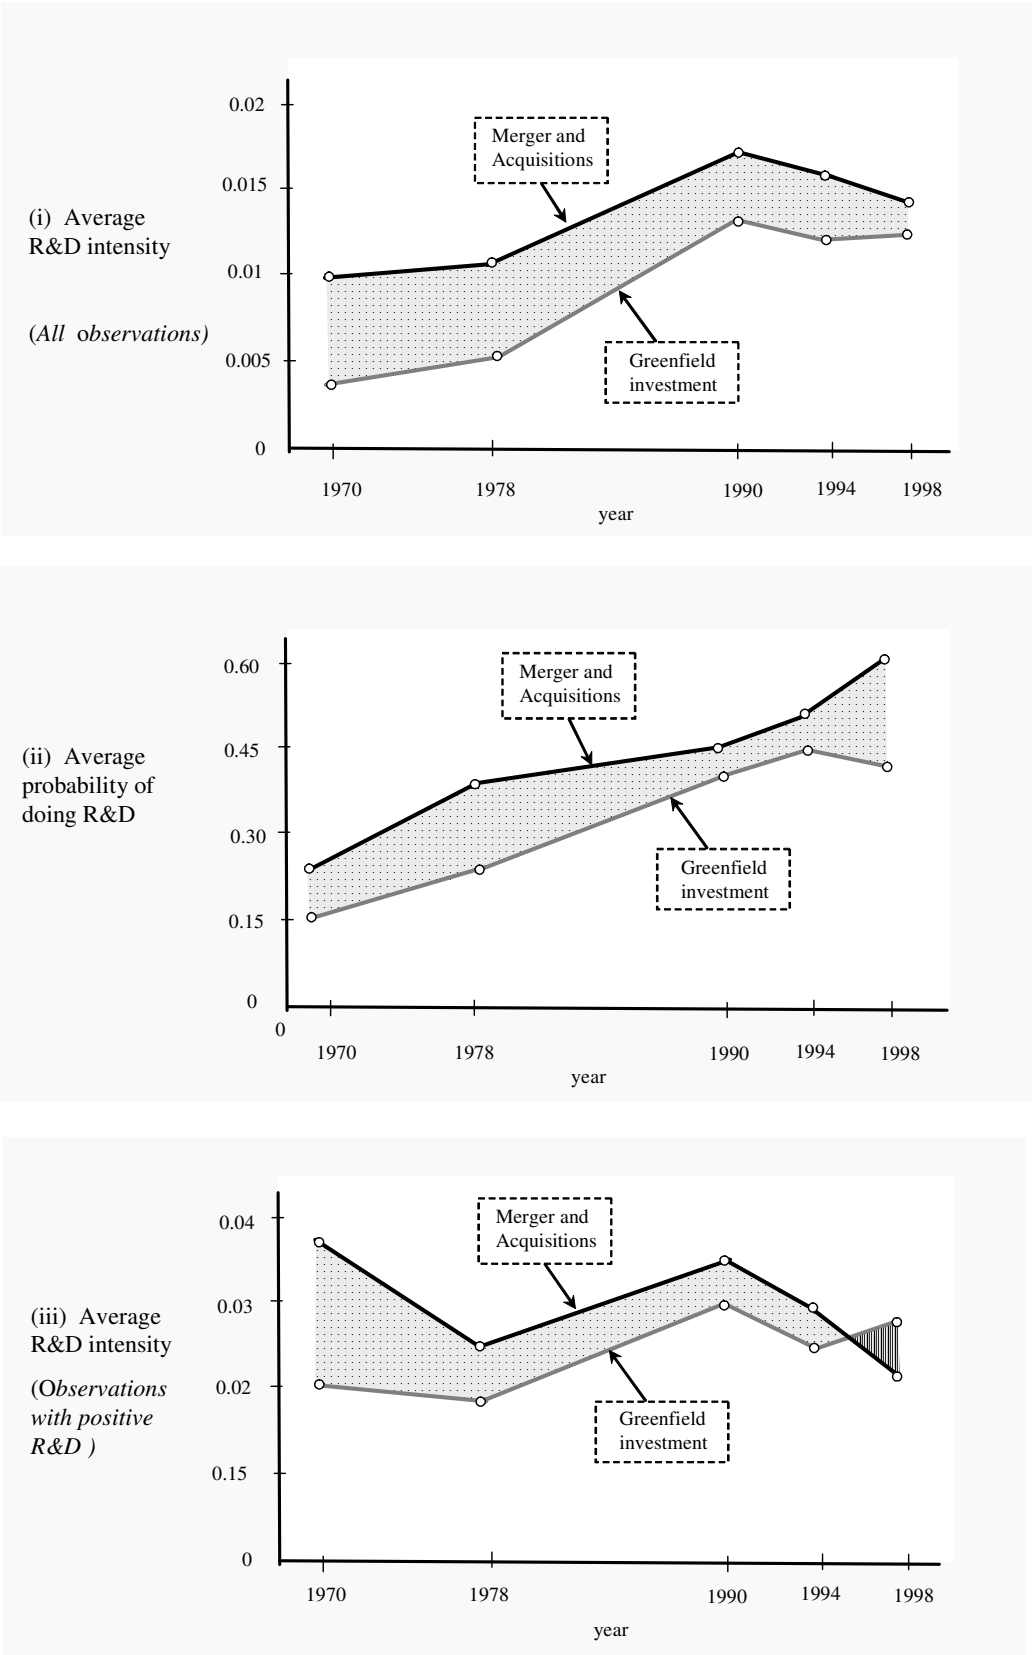 0.02
Merger and
Acquisitions
0.015
(i) Average
R&D intensity
0.01
(All observations)
0.005
Greenfield
investment
0
1970
1978
1990
1994
1998
year
0.60
Merger and
Acquisitions
0.45
(ii) Average
probability of
doing R&D
0.30
Greenfield
investment
0.15
0
0
1970
1978
1990
1994
1998
year
0.04
Merger and
Acquisitions
0.03
(iii) Average
R&D intensity
(Observations
with positive
R&D )
0.02
Greenfield
investment
0.15
0
1970
1978
1990
1994
1998
year